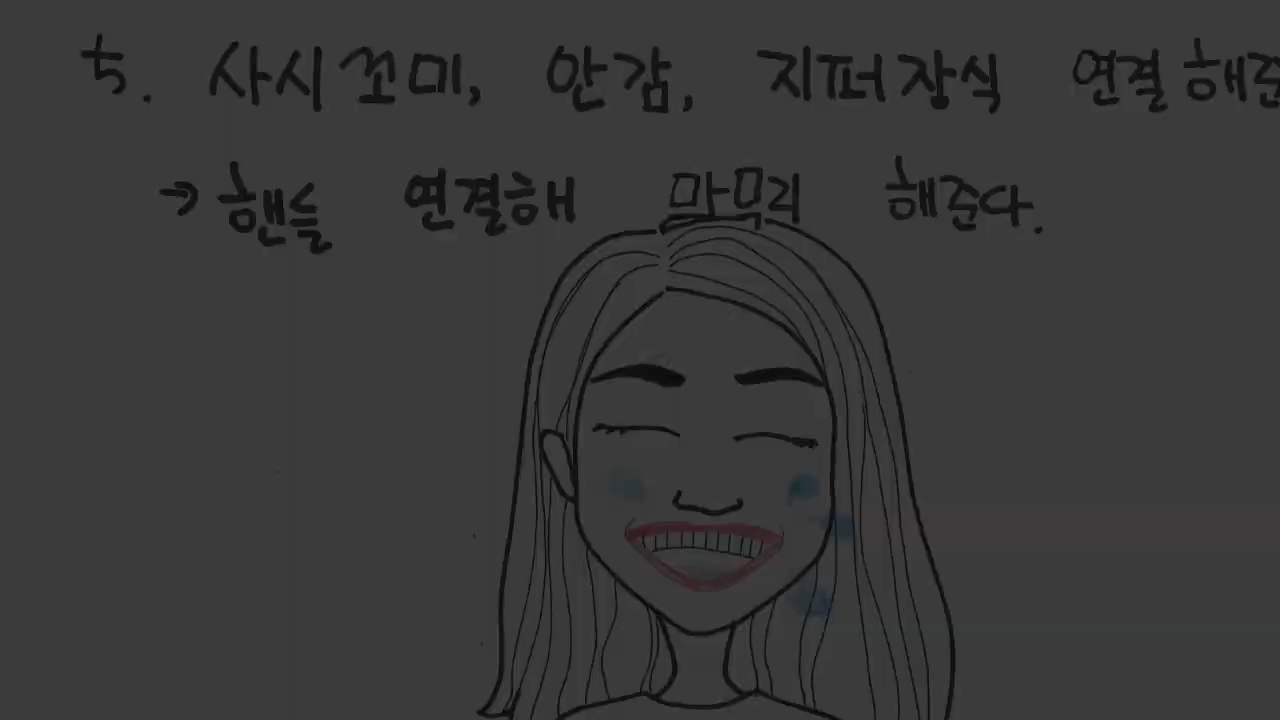 5. 사시꼬미, 안감, 지퍼장식 연결해준
→ 핸들 연결해 마무리 해준다.